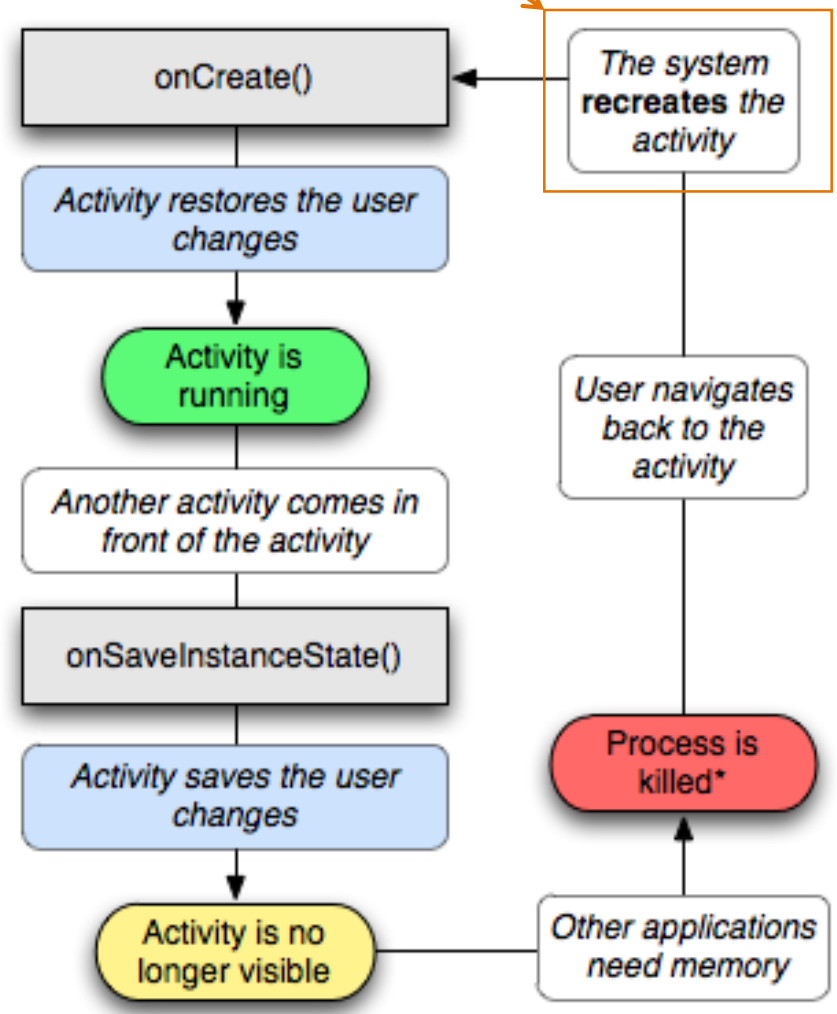 onCreate()
The system
recreates the
activity
Activity restores the user
changes
Activity is
running
User navigates
back to the
activity
Another activity comes in
front of the activity
onSaveInstanceState()
Process is
killed*
Activity saves the user
changes
Activity is no
longer visible
Other applications
need memory